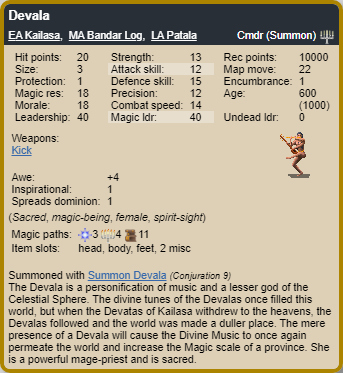 Devala
EA Kailasa, MA Bandar Log, LA Patala Cmdr (Summon)
Hit points: 20 Strength: 13 Rec points: 10000
Size: 3 Attack skill: 12 Map move: 22
Protection: 1 Defence skill: 15 Encumbrance: 1
Magic res: 18 Precision: 12 Age: 600
Morale: 18 Combat speed: 14 (1000)
Leadership: 40 Magic ldr: 40 Undead ldr: 0
Weapons:
Kick
Awe: +4
Inspirational: 1
Spreads dominion: 1
(Sacred, magic-being, female, spirit-sight)
Magic paths: 3 4 11
Item slots: head, body, feet, 2 misc
Summoned with Summon Devala (Conjuration 9)
The Devala is a personification of music and a lesser god of the
Celestial Sphere. The divine tunes of the Devalas once filled this
world, but when the Devatas of Kailasa withdrew to the heavens, the
Devalas followed and the world was made a duller place. The mere
presence of a Devala will cause the Divine Music to once again
permeate the world and increase the Magic scale of a province. She
is a powerful mage-priest and is sacred.